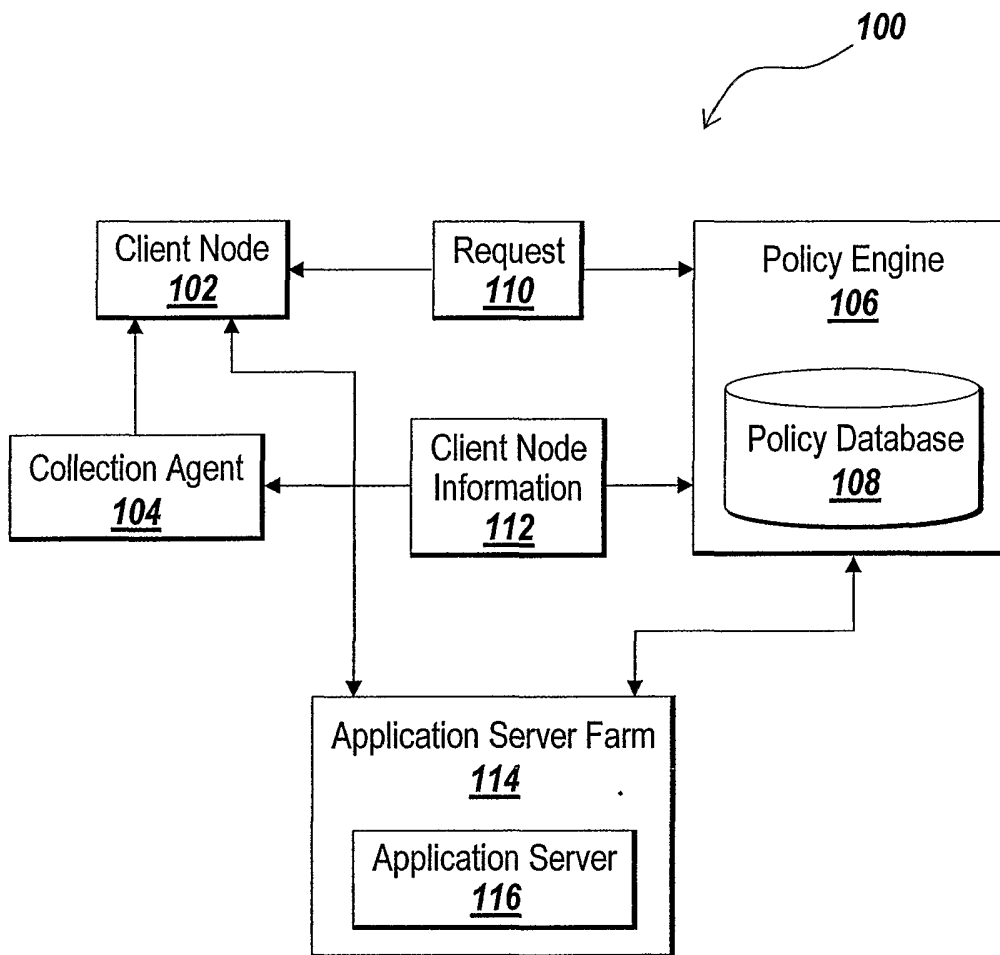 100
Client Node
102
Request
110
Policy Engine
106
Policy Database
108
Collection Agent
104
Client Node
Information
112
Application Server Farm
114
Application Server
116